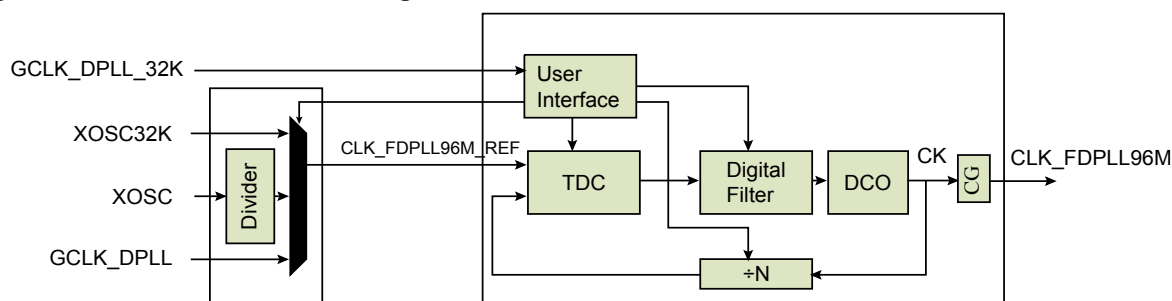 GCLK_DPLL_32K
User
Interface
XOSC32K
CLK_FDPLL96M_REF
CK
CLK_FDPLL96M
XOSC
Divider
TDC
Digital
Filter
DCO
CG
GCLK_DPLL
÷N